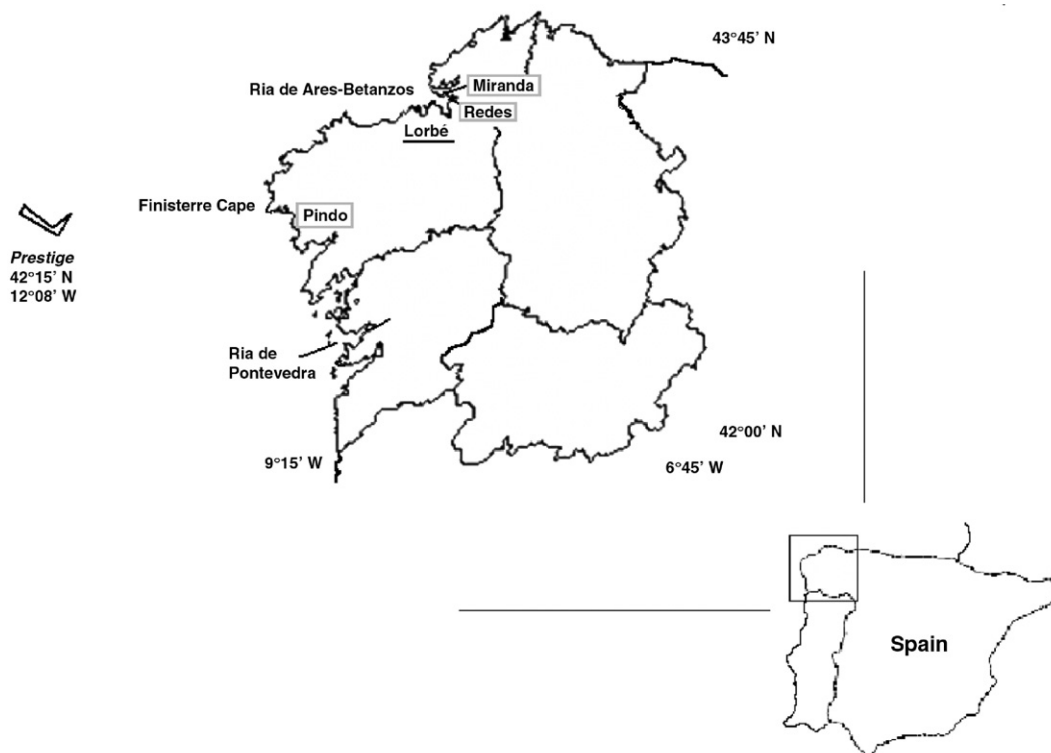 43°45' N
Ria de Ares-Betanzos
Miranda
Redes
Lorbé
Finisterre Cape
Pindo
Prestige
42°15' N
12°08' W
Ria de
Pontevedra
42°00' N
9°15' W
6°45' W
Spain